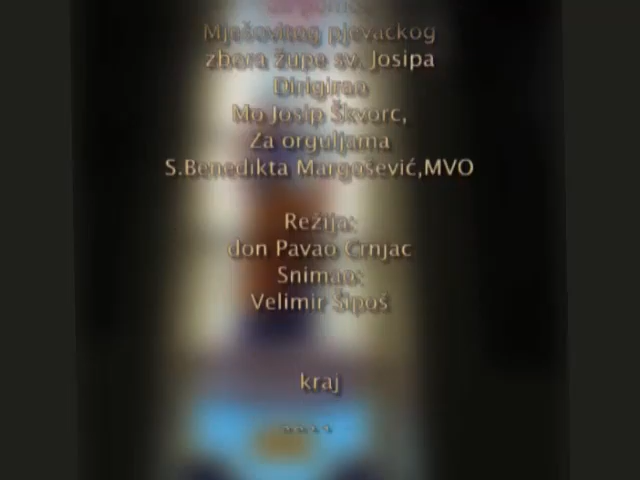 Mješovitog pjevačkog
zbora župe sv. Josipa
Dirigirao
Mo Josip Škvorc,
Za orguljama
S.Benedikta Margošević,MVO
Režija:
don Pavao Crnjac
Snimao:
Velimir Šipoš
kraj